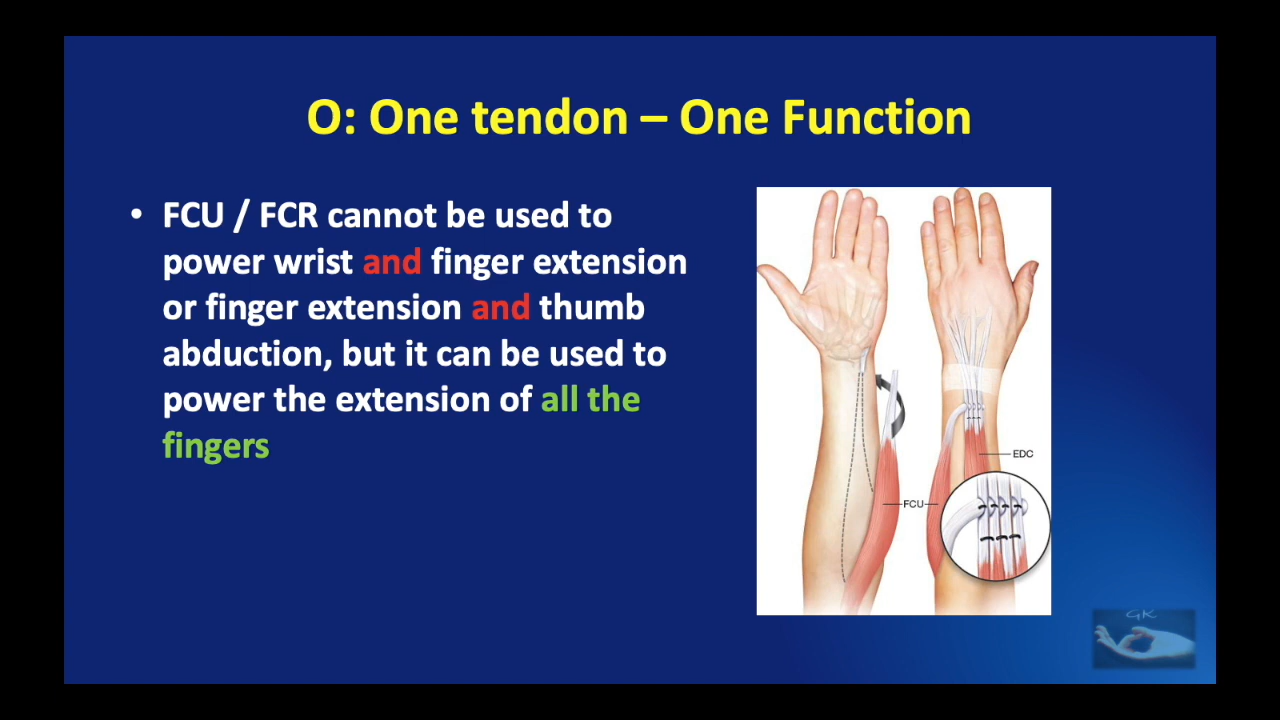 O: One tendon – One Function
• FCU / FCR cannot be used to
power wrist and finger extension
or finger extension and thumb
abduction, but it can be used to
power the extension of all the
fingers
EDC
FCU
GK